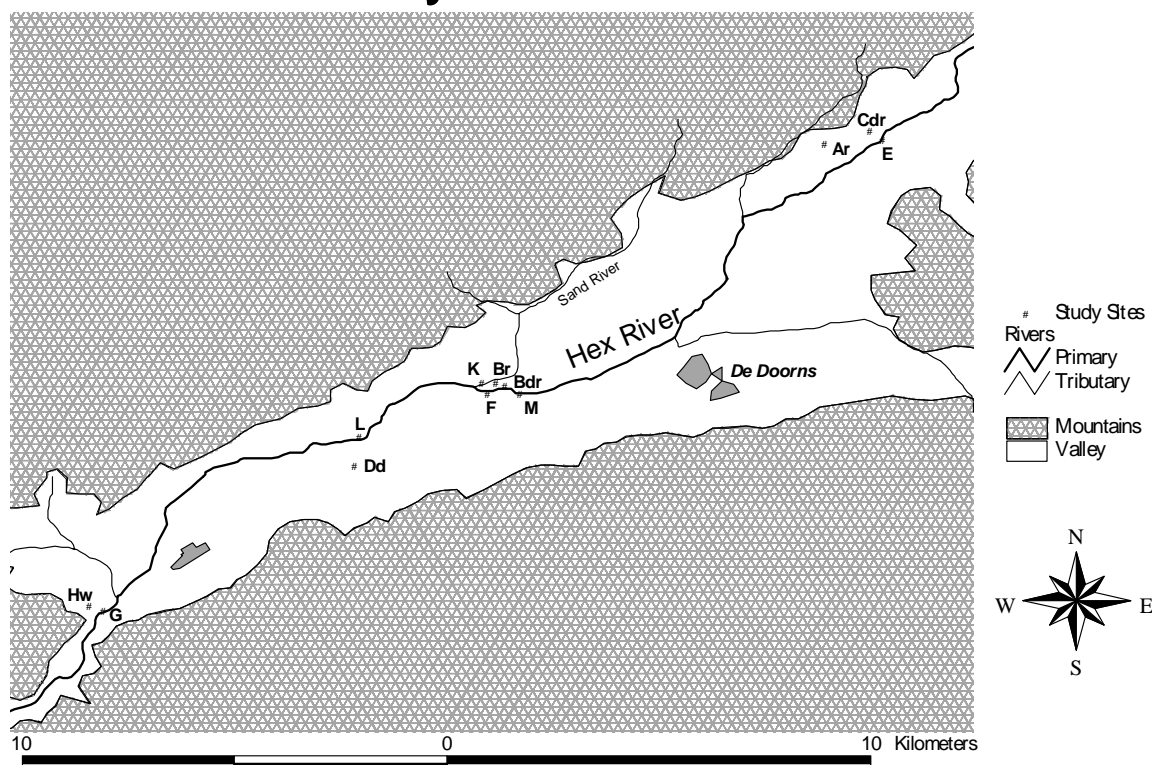 Cdr
Ar
E
Sand River
Hex River
De Doorns
K Br
Bdr
F M
L
Dd
Hw
G
# Study Sites
Rivers
Primary
Tributary
Mountains
Valley
N
W E
S
10 0 10 Kilometers